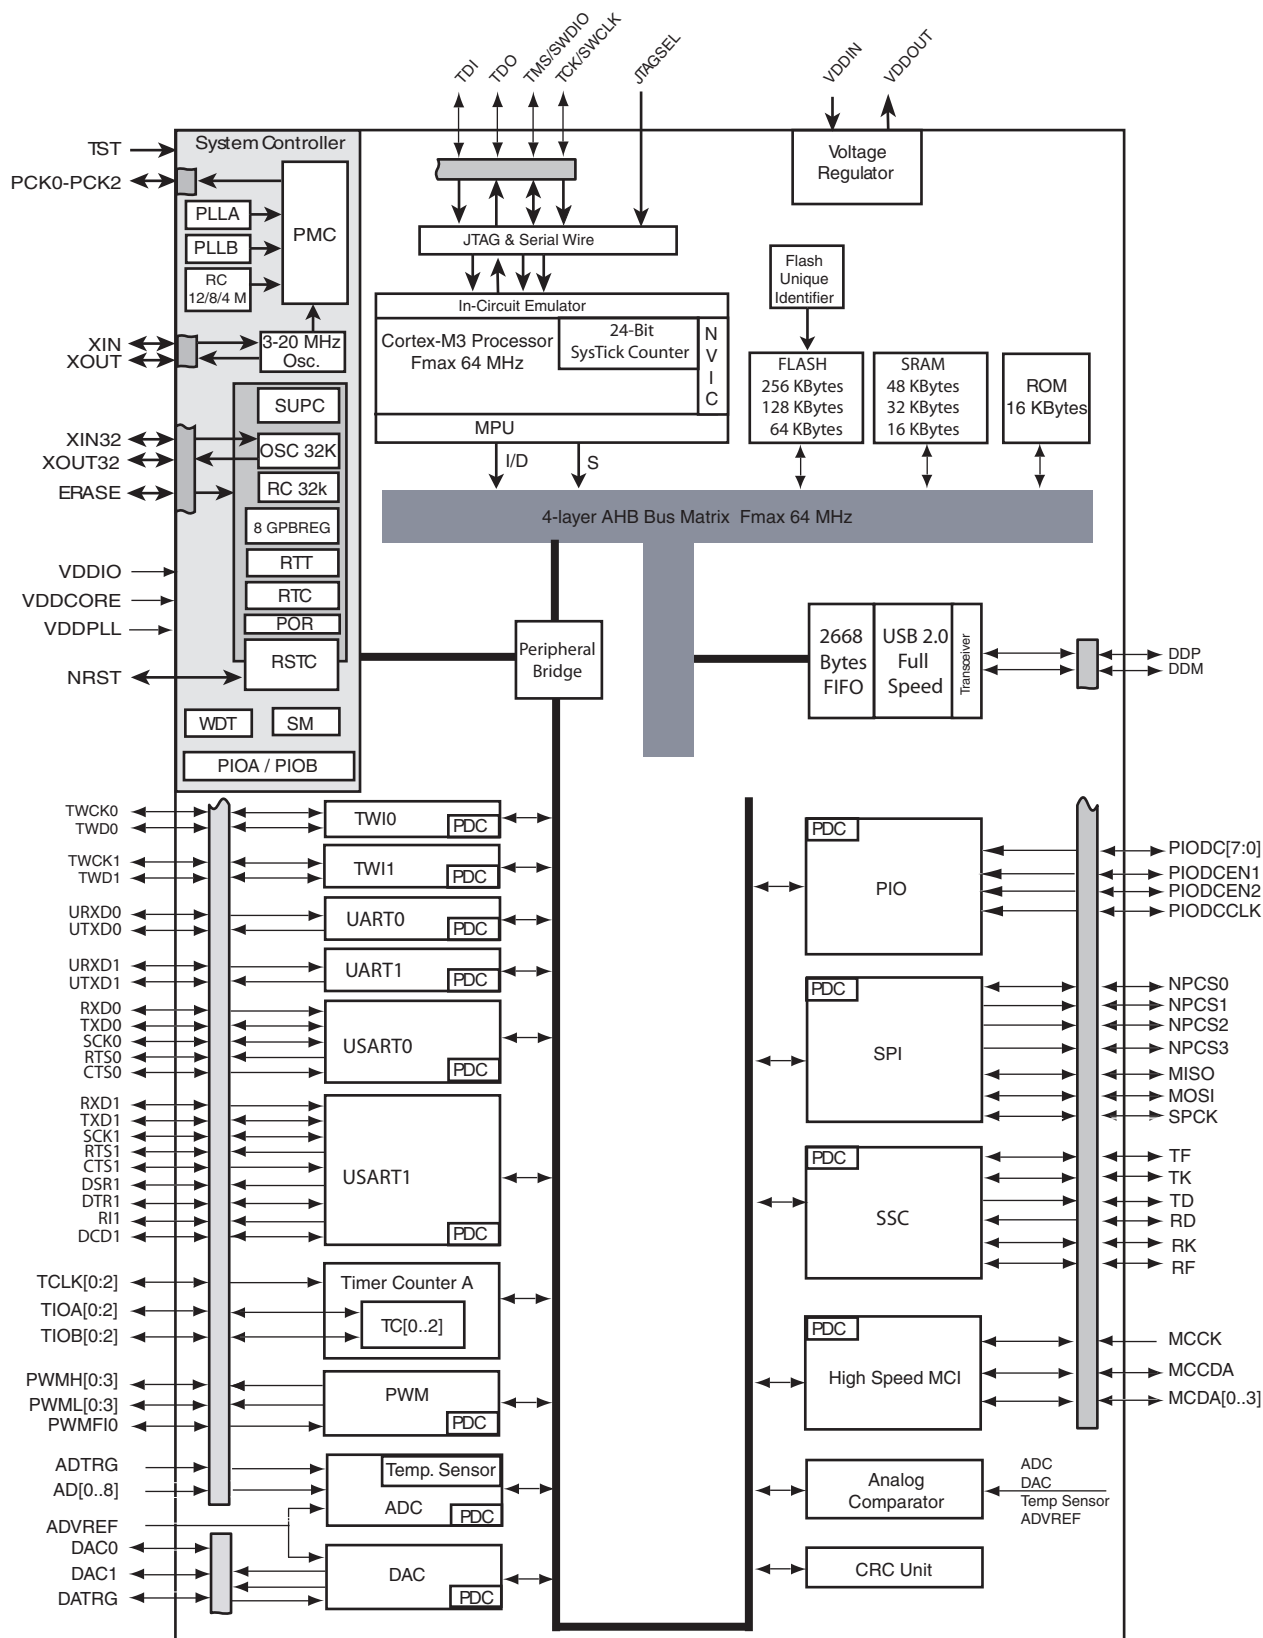 TDI
TDO
TMS/SWDIO
TCK/SWCLK
JTAGSEL
VDDIN
VDDOUT
System Controller
TST
PCK0-PCK2
PLLA
PLLB
RC
12/8/4 M
PMC
XIN
XOUT
3-20 MHz
Osc.
SUPC
XIN32
XOUT32
OSC 32K
ERASE
RC 32k
8 GPBREG
RTT
VDDIO
RTC
VDDCORE
POR
VDDPLL
RSTC
NRST
WDT
SM
PIOA / PIOB
Voltage
Regulator
JTAG & Serial Wire
In-Circuit Emulator
Cortex-M3 Processor
Fmax 64 MHz
24-Bit
SysTick Counter
N
V
I
C
MPU
I/D
S
Flash
Unique
Identifier
FLASH
256 KBytes
128 KBytes
64 KBytes
SRAM
48 KBytes
32 KBytes
16 KBytes
ROM
16 KBytes
4-layer AHB Bus Matrix Fmax 64 MHz
Peripheral
Bridge
2668
Bytes
FIFO
USB 2.0
Full
Speed
Transceiver
DDP
DDM
TWCK0
TWD0
TWI0
PDC
TWCK1
TWD1
TWI1
PDC
URXD0
UTXD0
UART0
PDC
URXD1
UTXD1
UART1
PDC
RXD0
TXD0
SCK0
RTS0
CTS0
USART0
PDC
RXD1
TXD1
SCK1
RTS1
CTS1
DSR1
DTR1
RI1
DCD1
USART1
PDC
TCLK[0:2]
TIOA[0:2]
TIOB[0:2]
Timer Counter A
TC[0..2]
PWMH[0:3]
PWML[0:3]
PWMFI0
PWM
PDC
ADTRG
AD[0..8]
ADVREF
Temp. Sensor
ADC
PDC
DAC0
DAC1
DATRG
DAC
PDC
PDC
PIO
PIODC[7:0]
PIODCEN1
PIODCEN2
PIODCCLK
PDC
SPI
NPCS0
NPCS1
NPCS2
NPCS3
MISO
MOSI
SPCK
PDC
SSC
TF
TK
TD
RD
RK
RF
PDC
High Speed MCI
MCCK
MCCDA
MCDA[0..3]
Analog
Comparator
ADC
DAC
Temp Sensor
ADVREF
CRC Unit